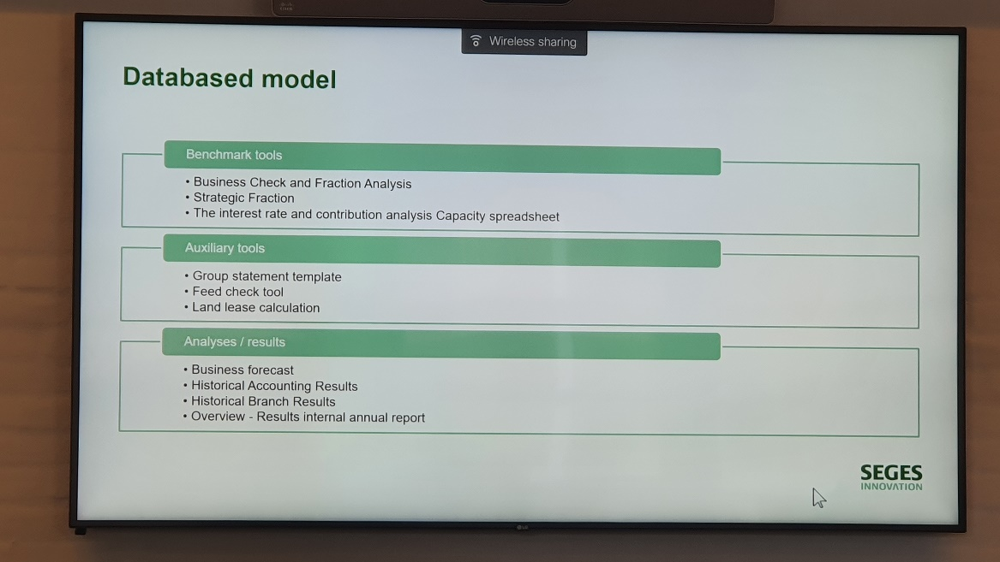 Wireless sharing
Databased model
Benchmark tools
• Business Check and Fraction Analysis
• Strategic Fraction
• The interest rate and contribution analysis Capacity spreadsheet
Auxiliary tools
• Group statement template
• Feed check tool
• Land lease calculation
Analyses / results
• Business forecast
• Historical Accounting Results
• Historical Branch Results
• Overview - Results internal annual report
SEGES
INNOVATION
LG